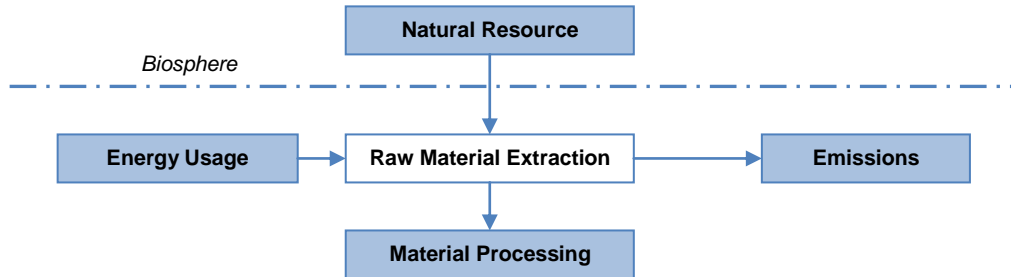 Natural Resource
Biosphere
Energy Usage
Raw Material Extraction
Emissions
Material Processing